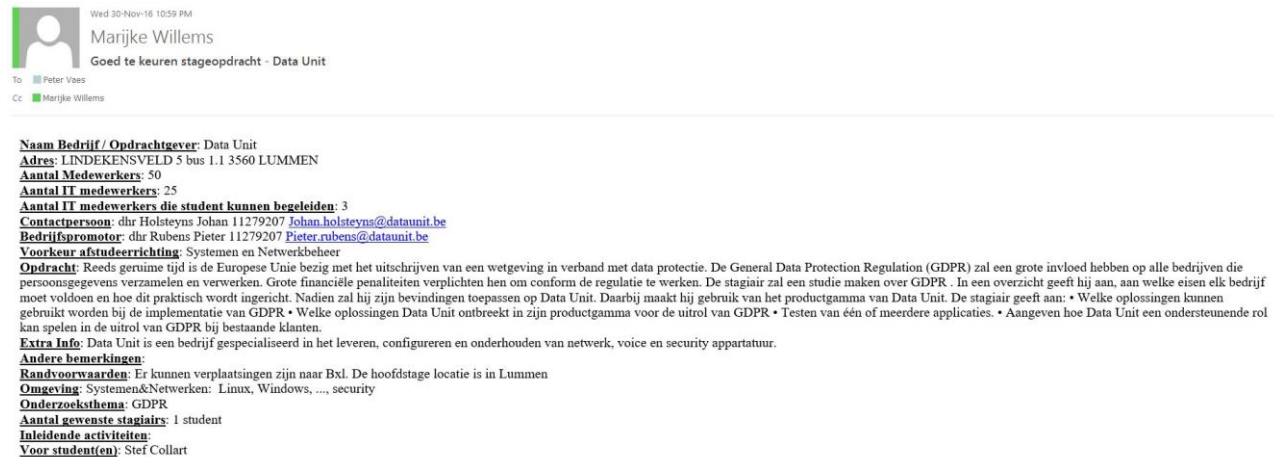 Wed 30-Nov-16 10:59 PM
Marijke Willems
Goed te keuren stageopdracht - Data Unit
To Peter Vaes
Cc Marijke Willems
Naam Bedrijf / Opdrachtgever: Data Unit
Adres: LINDEKENSVELD 5 bus 1.1 3560 LUMMEN
Aantal Medewerkers: 50
Aantal IT medewerkers: 25
Aantal IT medewerkers die student kunnen begeleiden: 3
Contactpersoon: dhr Holsteyns Johan 11279207 Johan.holsteyns@dataunit.be
Bedrijfspromotor: dhr Rubens Pieter 11279207 Pieter.rubens@dataunit.be
Voorkeur afstudeerrichting: Systemen en Netwerkbeheer
Opdracht: Reeds geruime tijd is de Europese Unie bezig met het uitschrijven van een wetgeving in verband met data protectie. De General Data Protection Regulation (GDPR) zal een grote invloed hebben op alle bedrijven die
persoonsgegevens verzamelen en verwerken. Grote financiële penaliteiten verplichten hen om conform de regulatie te werken. De stagiair zal een studie maken over GDPR . In een overzicht geeft hij aan, aan welke eisen elk bedrijf
moet voldoen en hoe dit praktisch wordt ingericht. Nadien zal hij zijn bevindingen toepassen op Data Unit. Daarbij maakt hij gebruik van het productgamma van Data Unit. De stagiair geeft aan: • Welke oplossingen kunnen
gebruikt worden bij de implementatie van GDPR • Welke oplossingen Data Unit ontbreekt in zijn productgamma voor de uitrol van GDPR • Testen van één of meerdere applicaties. • Aangeven hoe Data Unit een ondersteunende rol
kan spelen in de uitrol van GDPR bij bestaande klanten.
Extra Info: Data Unit is een bedrijf gespecialiseerd in het leveren, configureren en onderhouden van netwerk, voice en security appartatuur.
Andere bemerkingen:
Randvoorwaarden: Er kunnen verplaatsingen zijn naar Bxl. De hoofdstage locatie is in Lummen
Omgeving: Systemen&Netwerken: Linux, Windows, ..., security
Onderzoeksthema: GDPR
Aantal gewenste stagiairs: 1 student
Inleidende activiteiten:
Voor student(en): Stef Collart